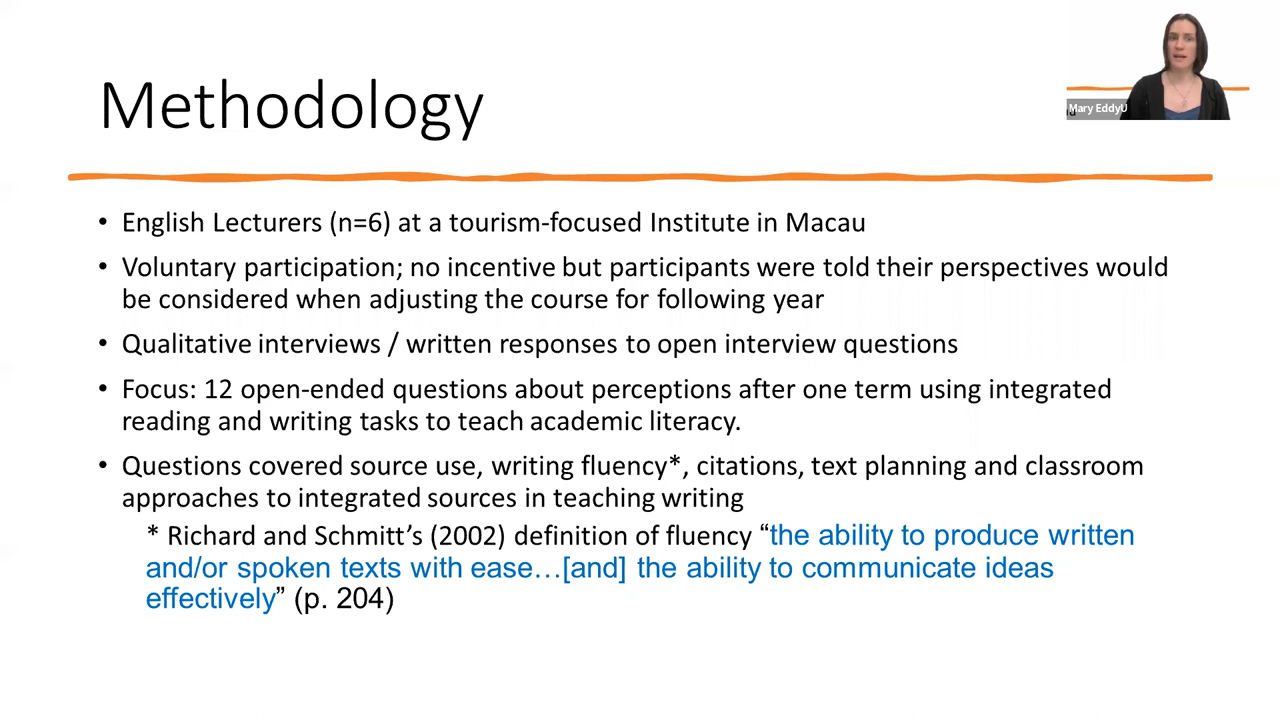 Methodology
Mary EddyU
• English Lecturers (n=6) at a tourism-focused Institute in Macau
• Voluntary participation; no incentive but participants were told their perspectives would
be considered when adjusting the course for following year
• Qualitative interviews / written responses to open interview questions
• Focus: 12 open-ended questions about perceptions after one term using integrated
reading and writing tasks to teach academic literacy.
• Questions covered source use, writing fluency*, citations, text planning and classroom
approaches to integrated sources in teaching writing
* Richard and Schmitt’s (2002) definition of fluency “the ability to produce written
and/or spoken texts with ease…[and] the ability to communicate ideas
effectively” (p. 204)